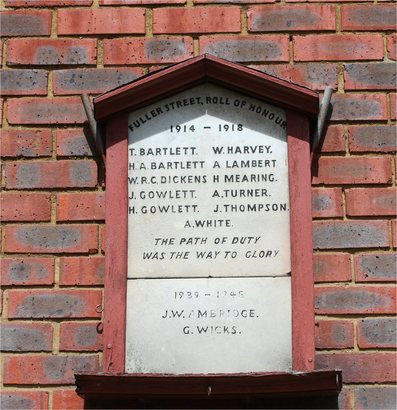 FULLER STREET, ROLL OF HONOUR
1914 – 1918
T. BARTLETT W. HARVEY.
H.A. BARTLETT A LAMBERT
W.R.C. DICKENS H MEARING.
J. GOWLETT. A. TURNER.
H. GOWLETT. J. THOMPSON.
A. WHITE.
THE PATH OF DUTY
WAS THE WAY TO GLORY
1939 – 1945
J.W. AMBRIDGE.
G. WICKS.